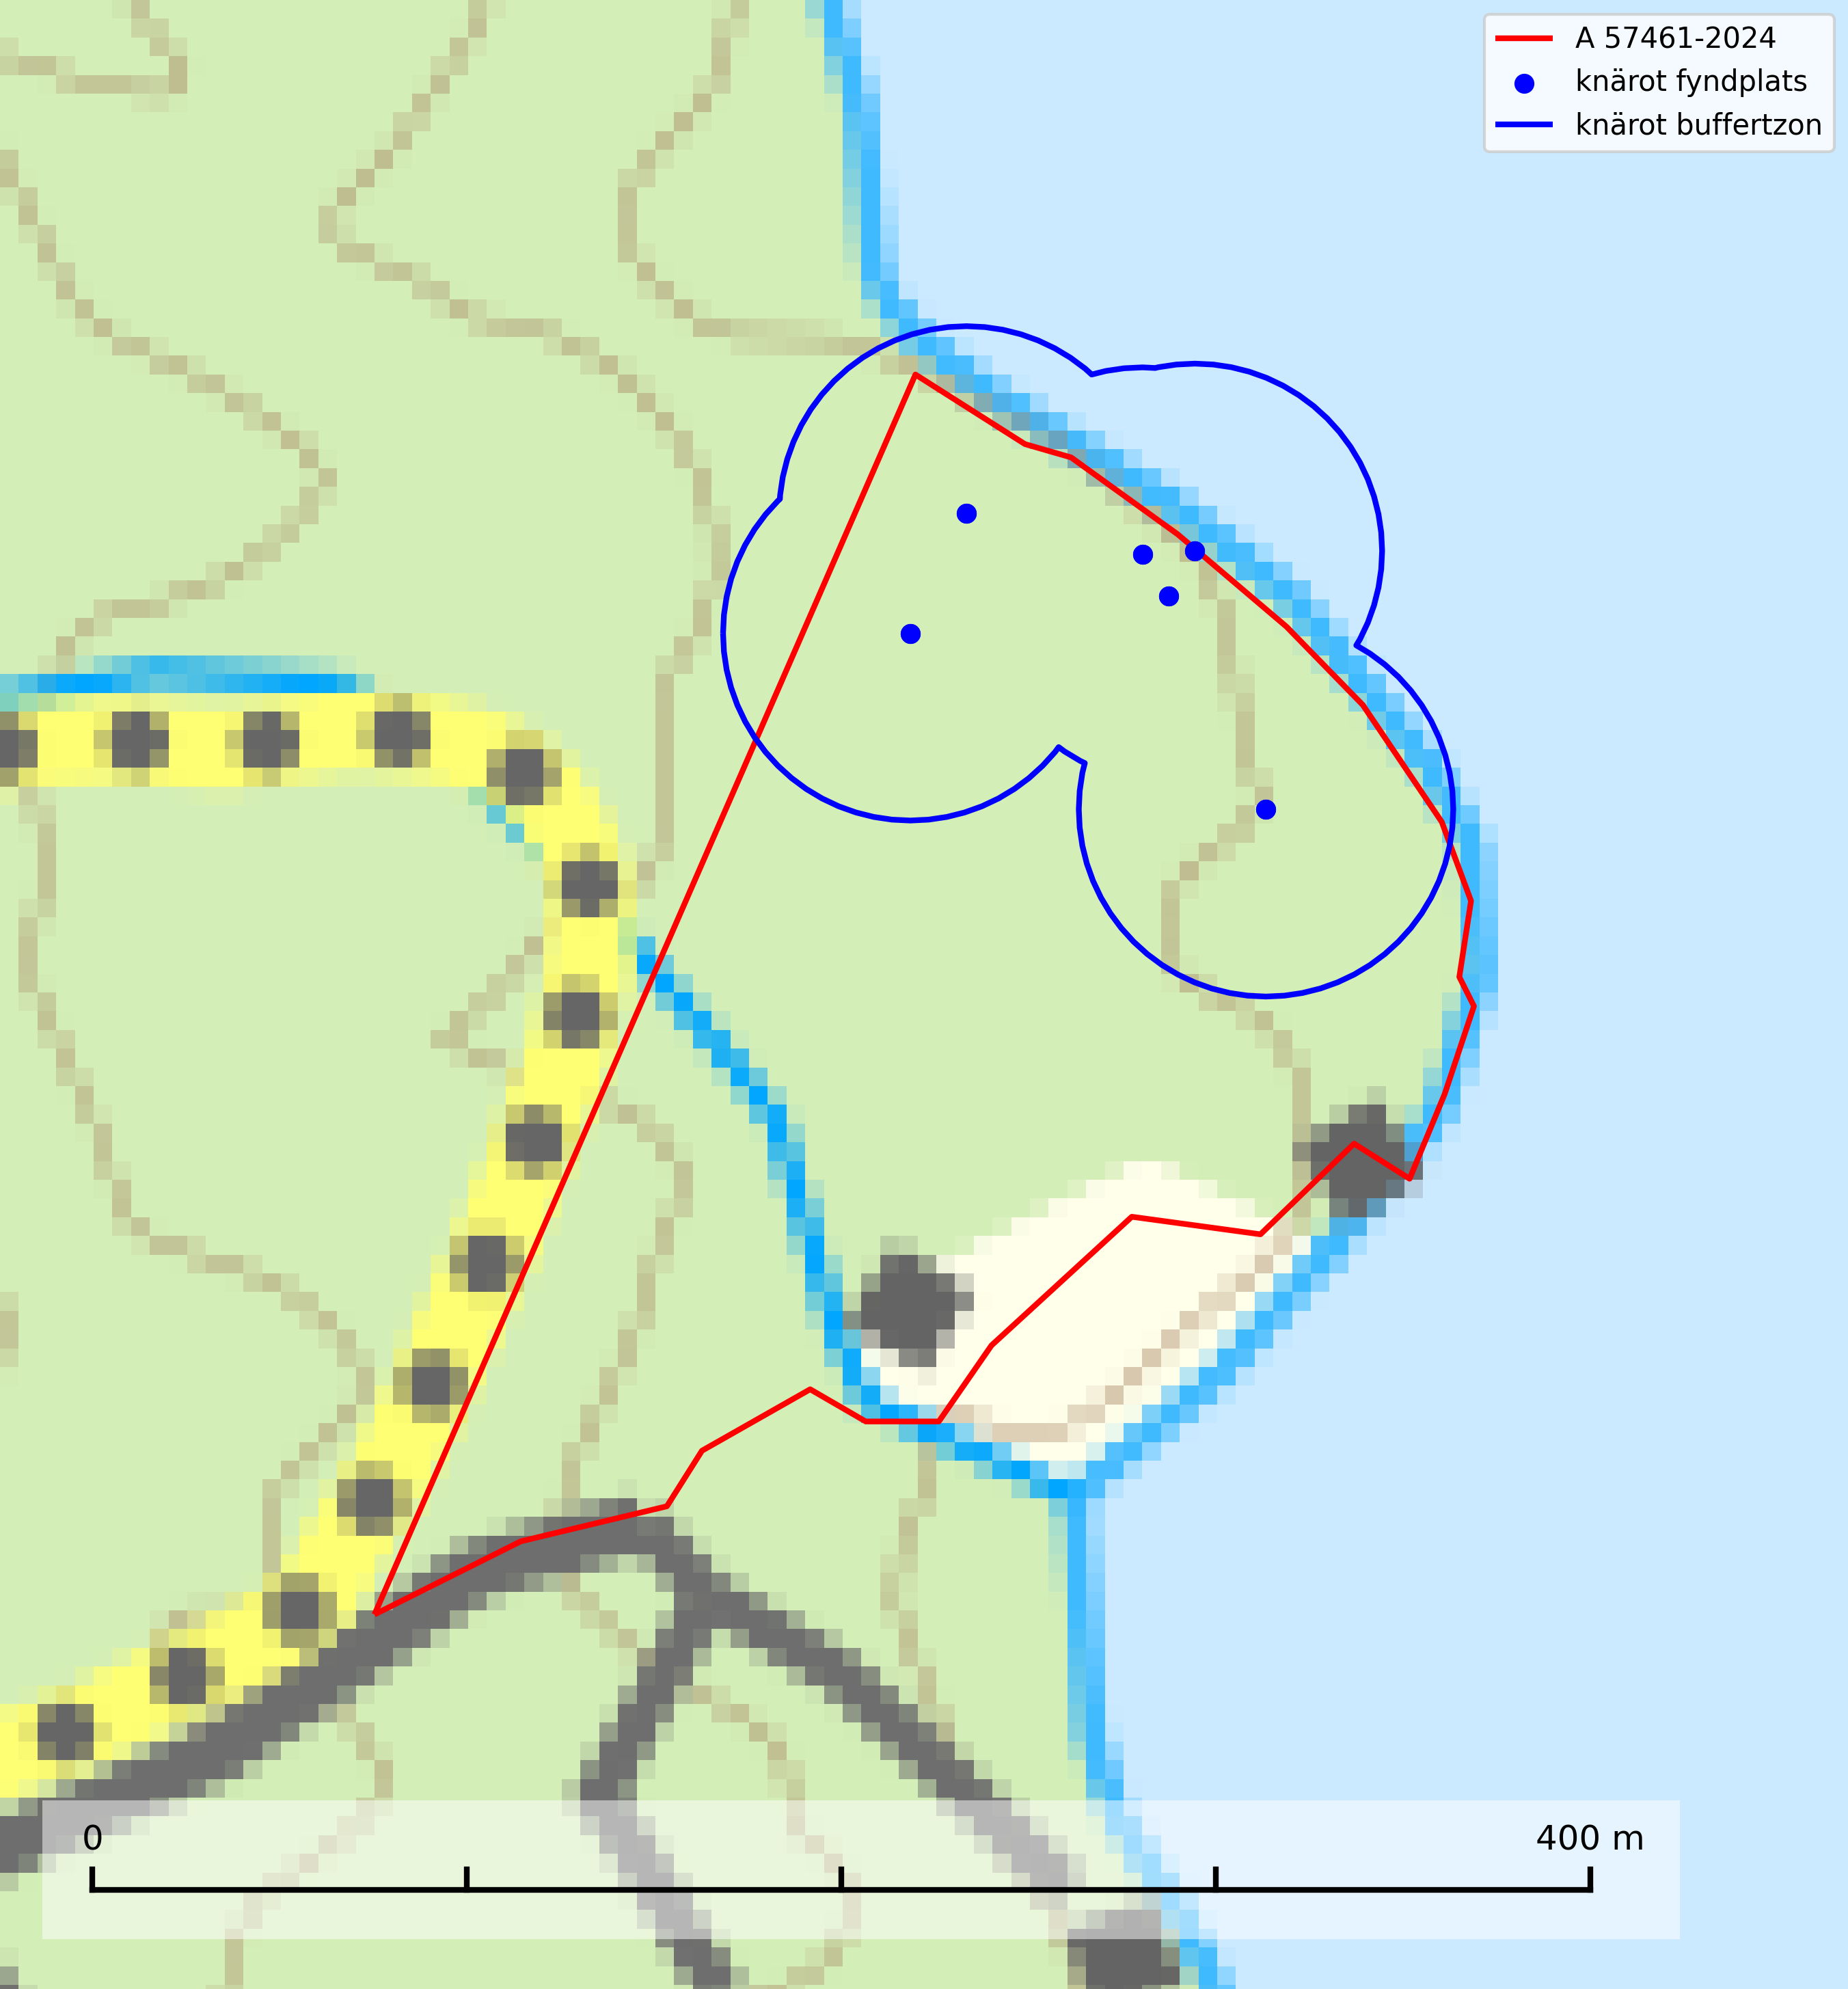 A 57461-2024
knärot fyndplats
knärot buffertzon
0
400 m